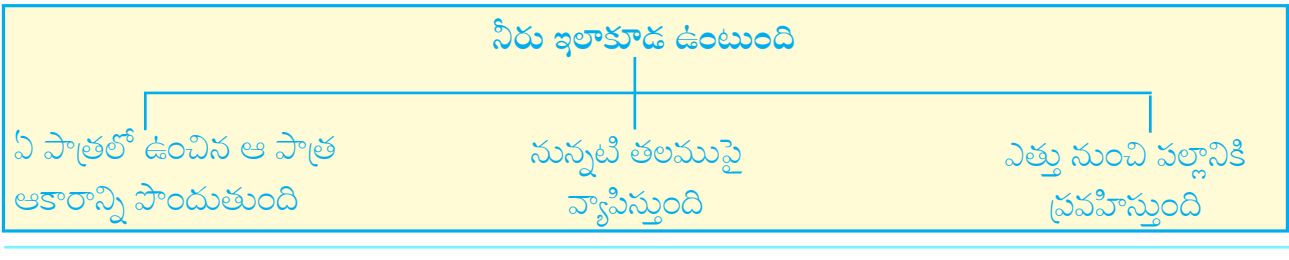 నీరు ఇలాకూడ ఉంటుంది
ఏ పాత్రలో ఉంచిన ఆ పాత్ర
ఆకారాన్ని పొందుతుంది
నున్నటి తలముపై
వ్యాపిస్తుంది
ఎత్తు నుంచి పల్లానికి
ప్రవహిస్తుంది